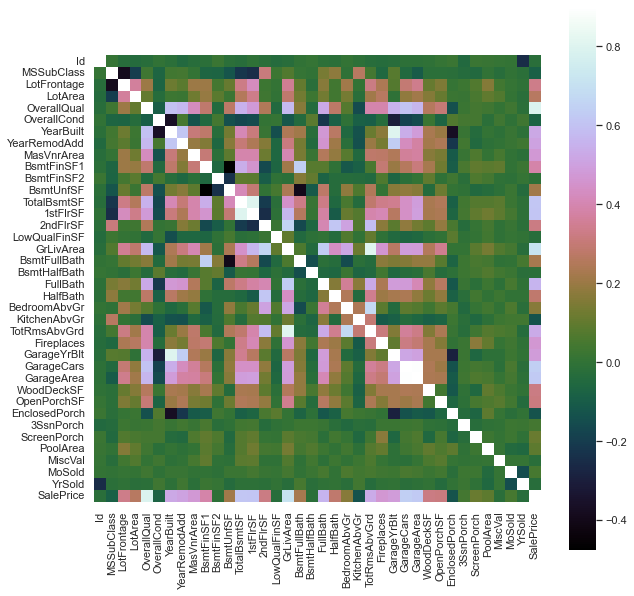 Id
MSSubClass
LotFrontage
LotArea
OverallQual
OverallCond
YearBuilt
YearRemodAdd
MasVnrArea
BsmtFinSF1
BsmtFinSF2
BsmtUnfSF
TotalBsmtSF
1stFlrSF
2ndFlrSF
LowQualFinSF
GrLivArea
BsmtFullBath
BsmtHalfBath
FullBath
HalfBath
BedroomAbvGr
KitchenAbvGr
TotRmsAbvGrd
Fireplaces
GarageYrBlt
GarageCars
GarageArea
WoodDeckSF
OpenPorchSF
EnclosedPorch
3SsnPorch
ScreenPorch
PoolArea
MiscVal
MoSold
YrSold
SalePrice
Id
MSSubClass
LotFrontage
LotArea
OverallQual
OverallCond
YearBuilt
YearRemodAdd
MasVnrArea
BsmtFinSF1
BsmtFinSF2
BsmtUnfSF
TotalBsmtSF
1stFlrSF
2ndFlrSF
LowQualFinSF
GrLivArea
BsmtFullBath
BsmtHalfBath
FullBath
HalfBath
BedroomAbvGr
KitchenAbvGr
TotRmsAbvGrd
Fireplaces
GarageYrBlt
GarageCars
GarageArea
WoodDeckSF
OpenPorchSF
EnclosedPorch
3SsnPorch
ScreenPorch
PoolArea
MiscVal
MoSold
YrSold
SalePrice
0.8
0.6
0.4
0.2
0.0
−0.2
−0.4